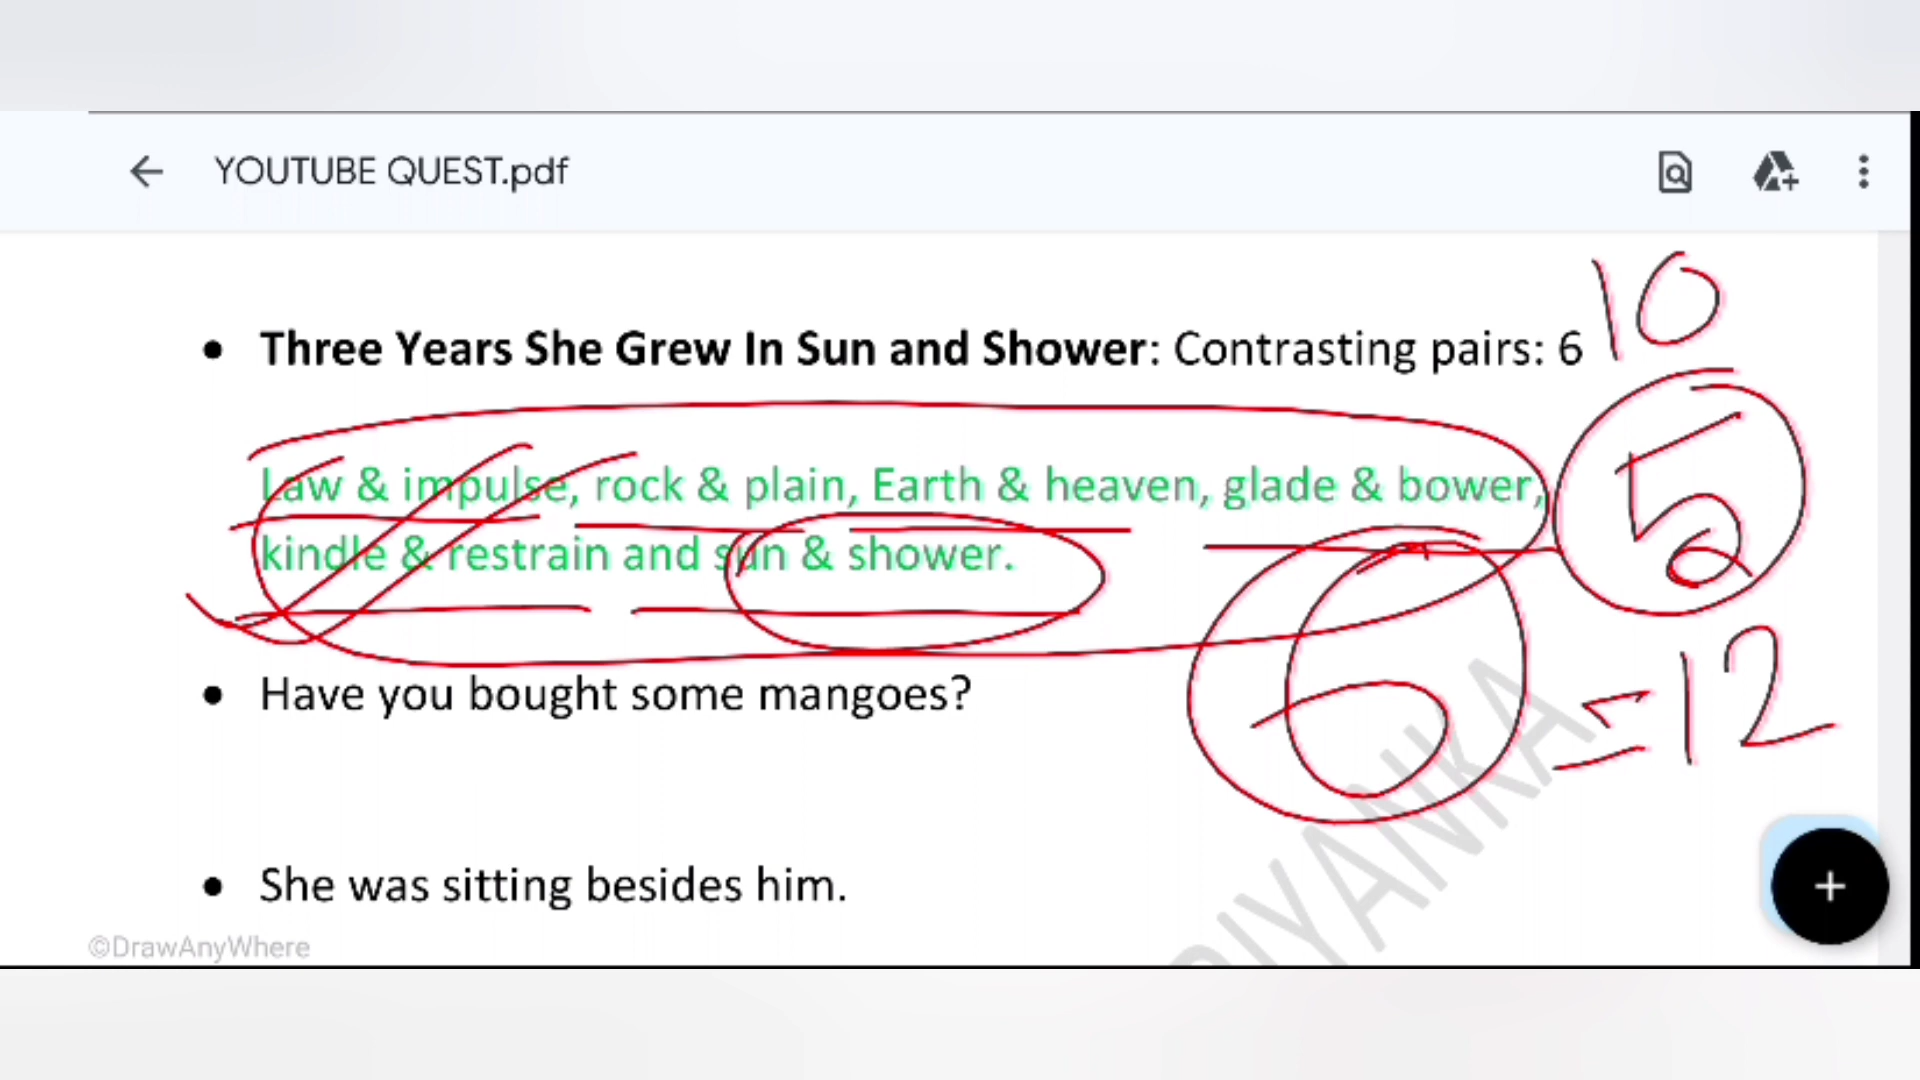 YOUTUBE QUEST.pdf
10
• Three Years She Grew In Sun and Shower: Contrasting pairs: 6
5
Law & impulse, rock & plain, Earth & heaven, glade & bower,
kindle & restrain and sun & shower.
6 = 12
• Have you bought some mangoes?
• She was sitting besides him.
RIYANKA
©DrawAnyWhere